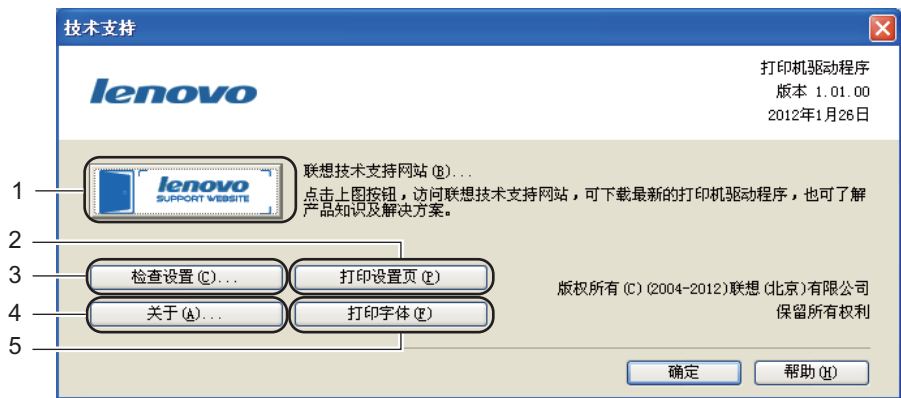 技术支持
lenovo
打印机驱动程序
版本 1.01.00
2012年1月26日
1
lenovo
SUPPORT WEBSITE
联想技术支持网站(B)...
点击上图按钮，访问联想技术支持网站，可下载最新的打印机驱动程序，也可了解
产品知识及解决方案。
2
3
检查设置(C)...
打印设置页(P)
4
关于(A)...
打印字体(F)
5
版权所有(C)(2004-2012)联想(北京)有限公司
保留所有权利
确定
帮助(H)